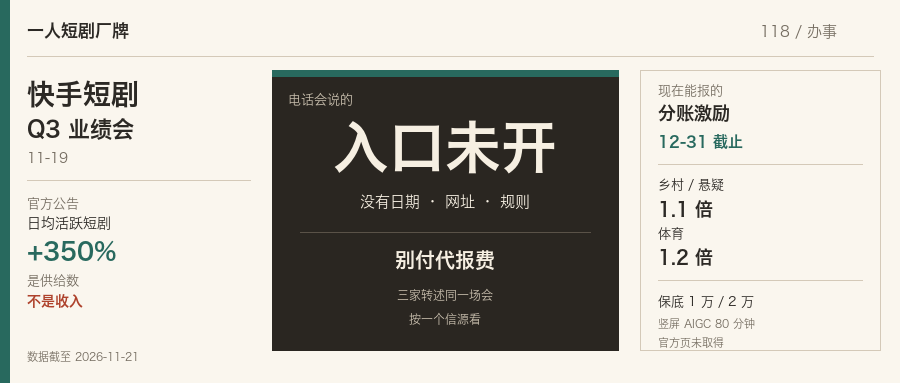 一人短剧厂牌
118 / 办事
快手短剧
Q3 业绩会
11-19
官方公告
日均活跃短剧
+350%
是供给数
不是收入
数据截至 2026-11-21
电话会说的
入口未开
没有日期 · 网址 · 规则
别付代报费
三家转述同一场会
按一个信源看
现在能报的
分账激励
12-31 截止
乡村 / 悬疑
1.1 倍
体育
1.2 倍
保底 1 万 / 2 万
竖屏 AIGC 80 分钟
官方页未取得